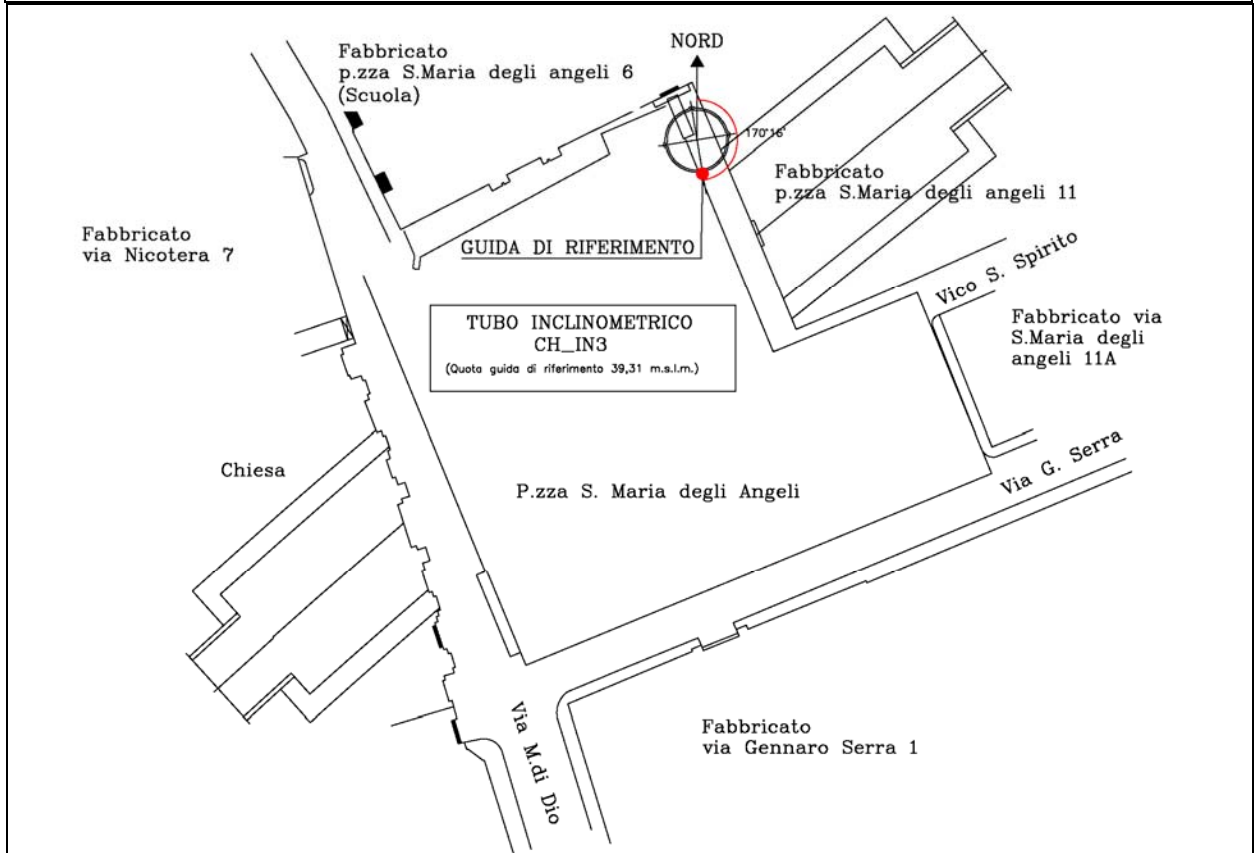 Fabbricato
p.zza S.Maria degli angeli 6
(Scuola)
NORD
170°16'
Fabbricato
p.zza S.Maria degli angeli 11
Fabbricato
via Nicotera 7
GUIDA DI RIFERIMENTO
Vico S. Spirito
TUBO INCLINOMETRICO
CH_IN3
(Quota guida di riferimento 39,31 m.s.l.m.)
Fabbricato via
S.Maria degli
angeli 11A
Chiesa
P.zza S. Maria degli Angeli
Via G. Serra
Via M.di Dio
Fabbricato
via Gennaro Serra 1